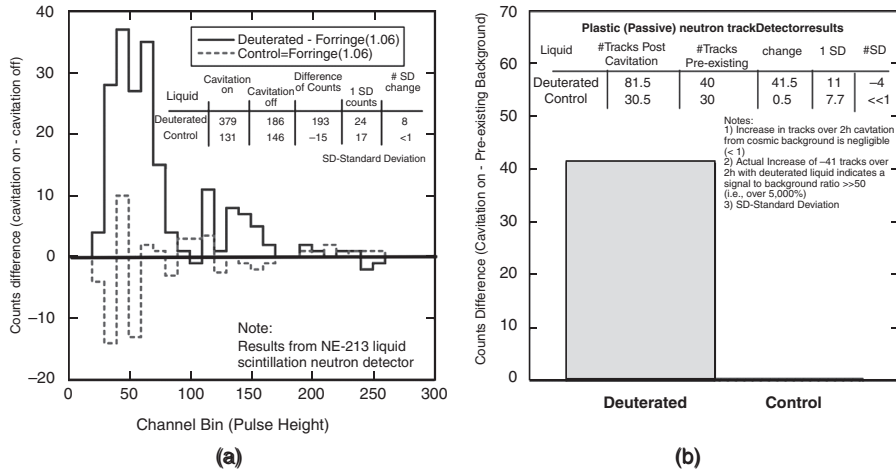 40
30
20
10
0
–10
–20
0
50
100
150
200
250
300
Counts difference (cavitation on - cavitation off)
Channel Bin (Pulse Height)
Deuterated - Forringe(1.06)
Control=Forringe(1.06)
Liquid Cavitation on Cavitation off Difference of Counts 1 SD counts # SD change
Deuterated 379 186 193 24 8
Control 131 146 –15 17 <1
SD-Standard Deviation
Note:
Results from NE-213 liquid
scintillation neutron detector
(a)
70
60
50
40
30
20
10
0
Counts Difference (Cavitation on - Pre-existing Background)
Plastic (Passive) neutron trackDetectorresults
Liquid #Tracks Post Cavitation #Tracks Pre-existing change 1 SD #SD
Deuterated 81.5 40 41.5 11 –4
Control 30.5 30 0.5 7.7 <<1
Notes:
1) Increase in tracks over 2h cavtation
from cosmic background is negligible
(< 1)
2) Actual Increase of –41 tracks over
2h with deuterated liquid indicates a
signal to background ratio >>50
(i.e., over 5,000%)
3) SD-Standard Deviation
Deuterated
Control
(b)